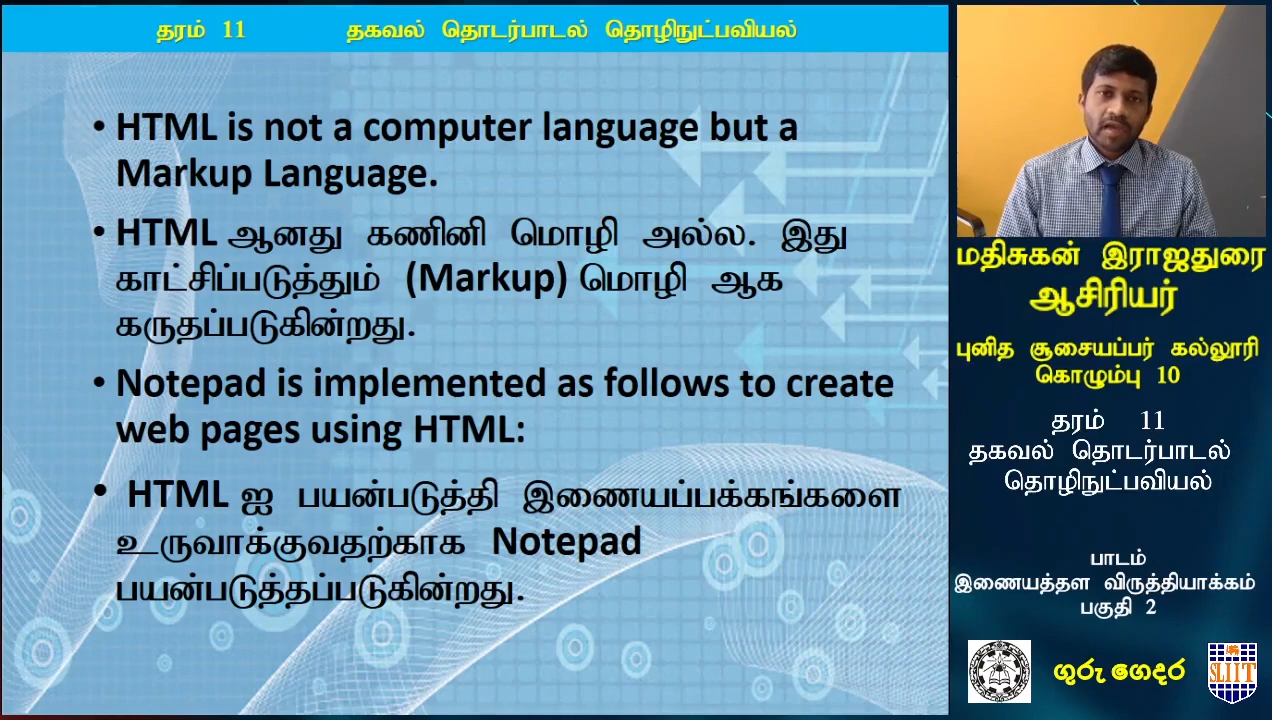 தரம் 11 தகவல் தொடர்பாடல் தொழிநுட்பவியல்
• HTML is not a computer language but a
Markup Language.
• HTML ஆனது கணினி மொழி அல்ல. இது
காட்சிப்படுத்தும் (Markup) மொழி ஆக
கருதப்படுகின்றது.
• Notepad is implemented as follows to create
web pages using HTML:
• HTML ஐ பயன்படுத்தி இணையப்பக்கங்களை
உருவாக்குவதற்காக Notepad
பயன்படுத்தப்படுகின்றது.
மதிசுகன் இராஜதுரை
ஆசிரியர்
புனித சூசையப்பர் கல்லூரி
கொழும்பு 10
தரம் 11
தகவல் தொடர்பாடல்
தொழிநுட்பவியல்
பாடம்
இணையத்தள விருத்தியாக்கம்
பகுதி 2
ගුරු ගෙදර
SLIIT